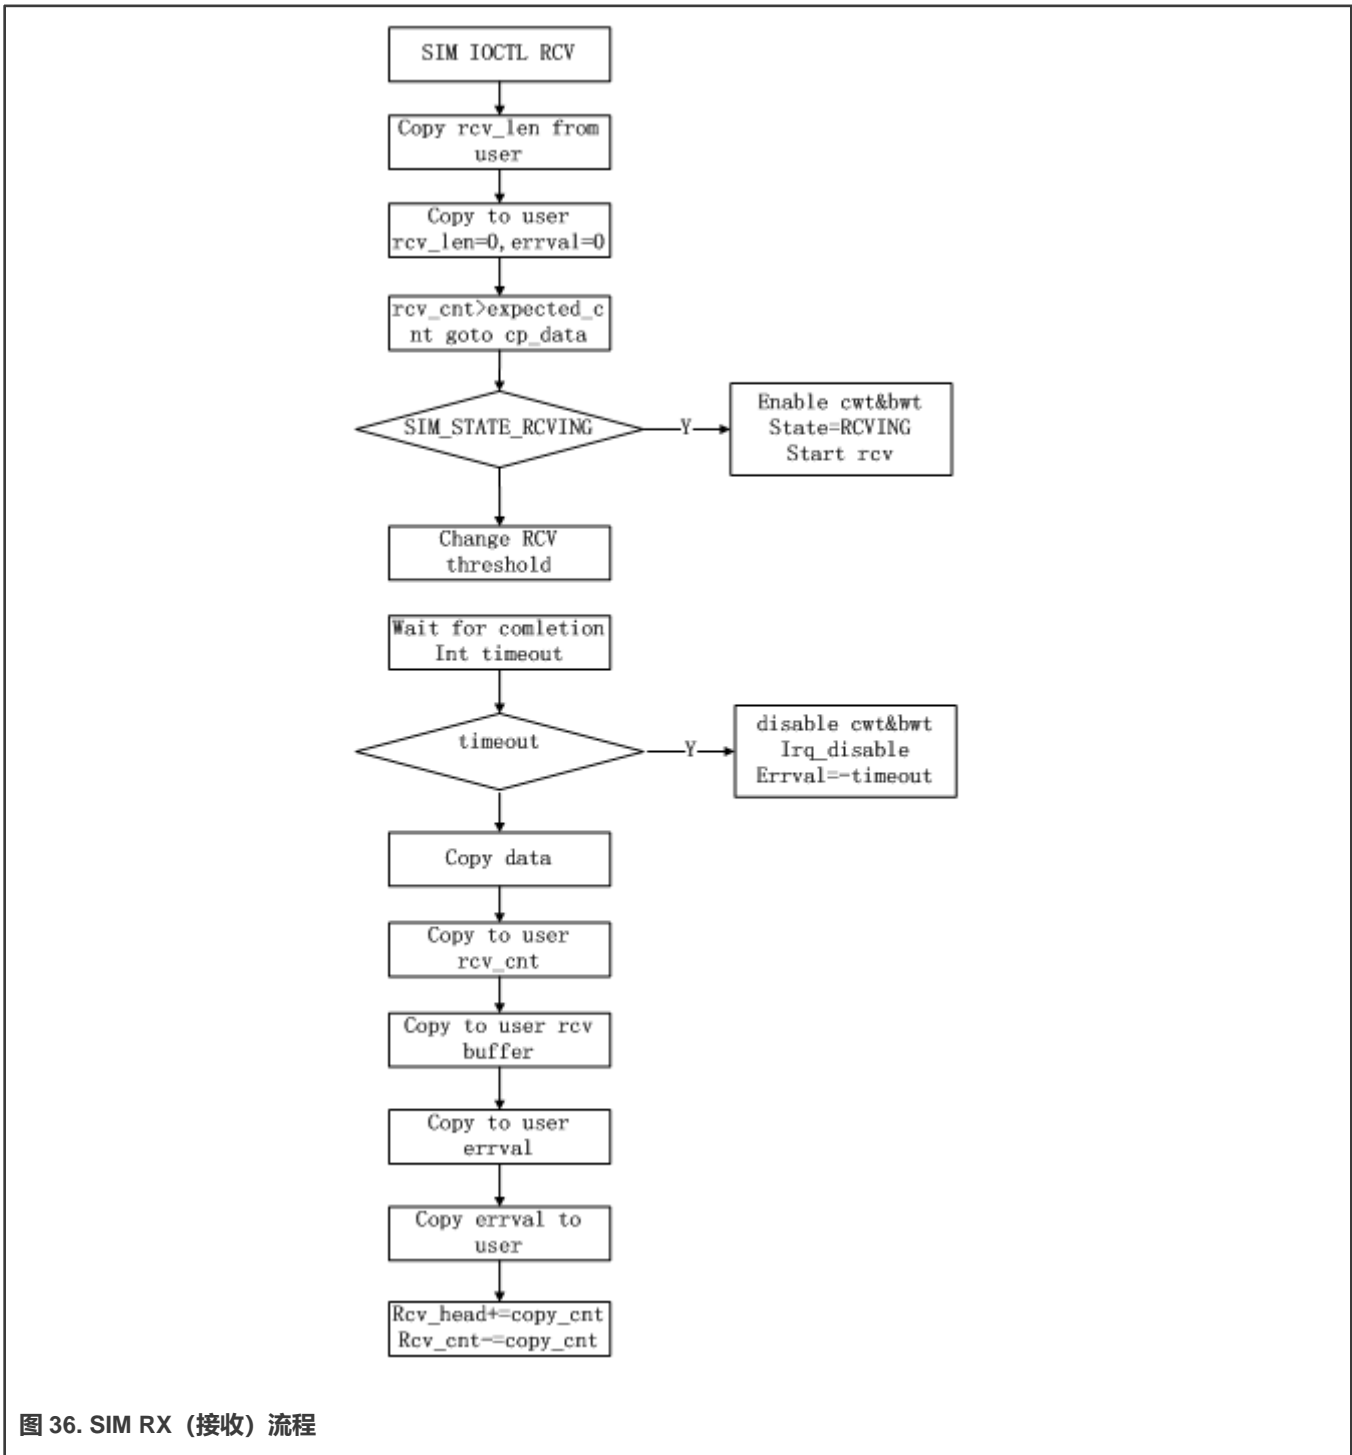 SIM IOCTL RCV
Copy rcv_len from
user
Copy to user
rcv_len=0,errval=0
rcv_cnt>expected_c
nt goto cp_data
SIM_STATE_RCVING
Y
Enable cwt&bwt
State=RCVING
Start rcv
Change RCV
threshold
Wait for comletion
Int timeout
timeout
Y
disable cwt&bwt
Irq_disable
Errval=-timeout
Copy data
Copy to user
rcv_cnt
Copy to user rcv
buffer
Copy to user
errval
Copy errval to
user
Rcv_head+=copy_cnt
Rcv_cnt-=copy_cnt
图 36. SIM RX（接收）流程